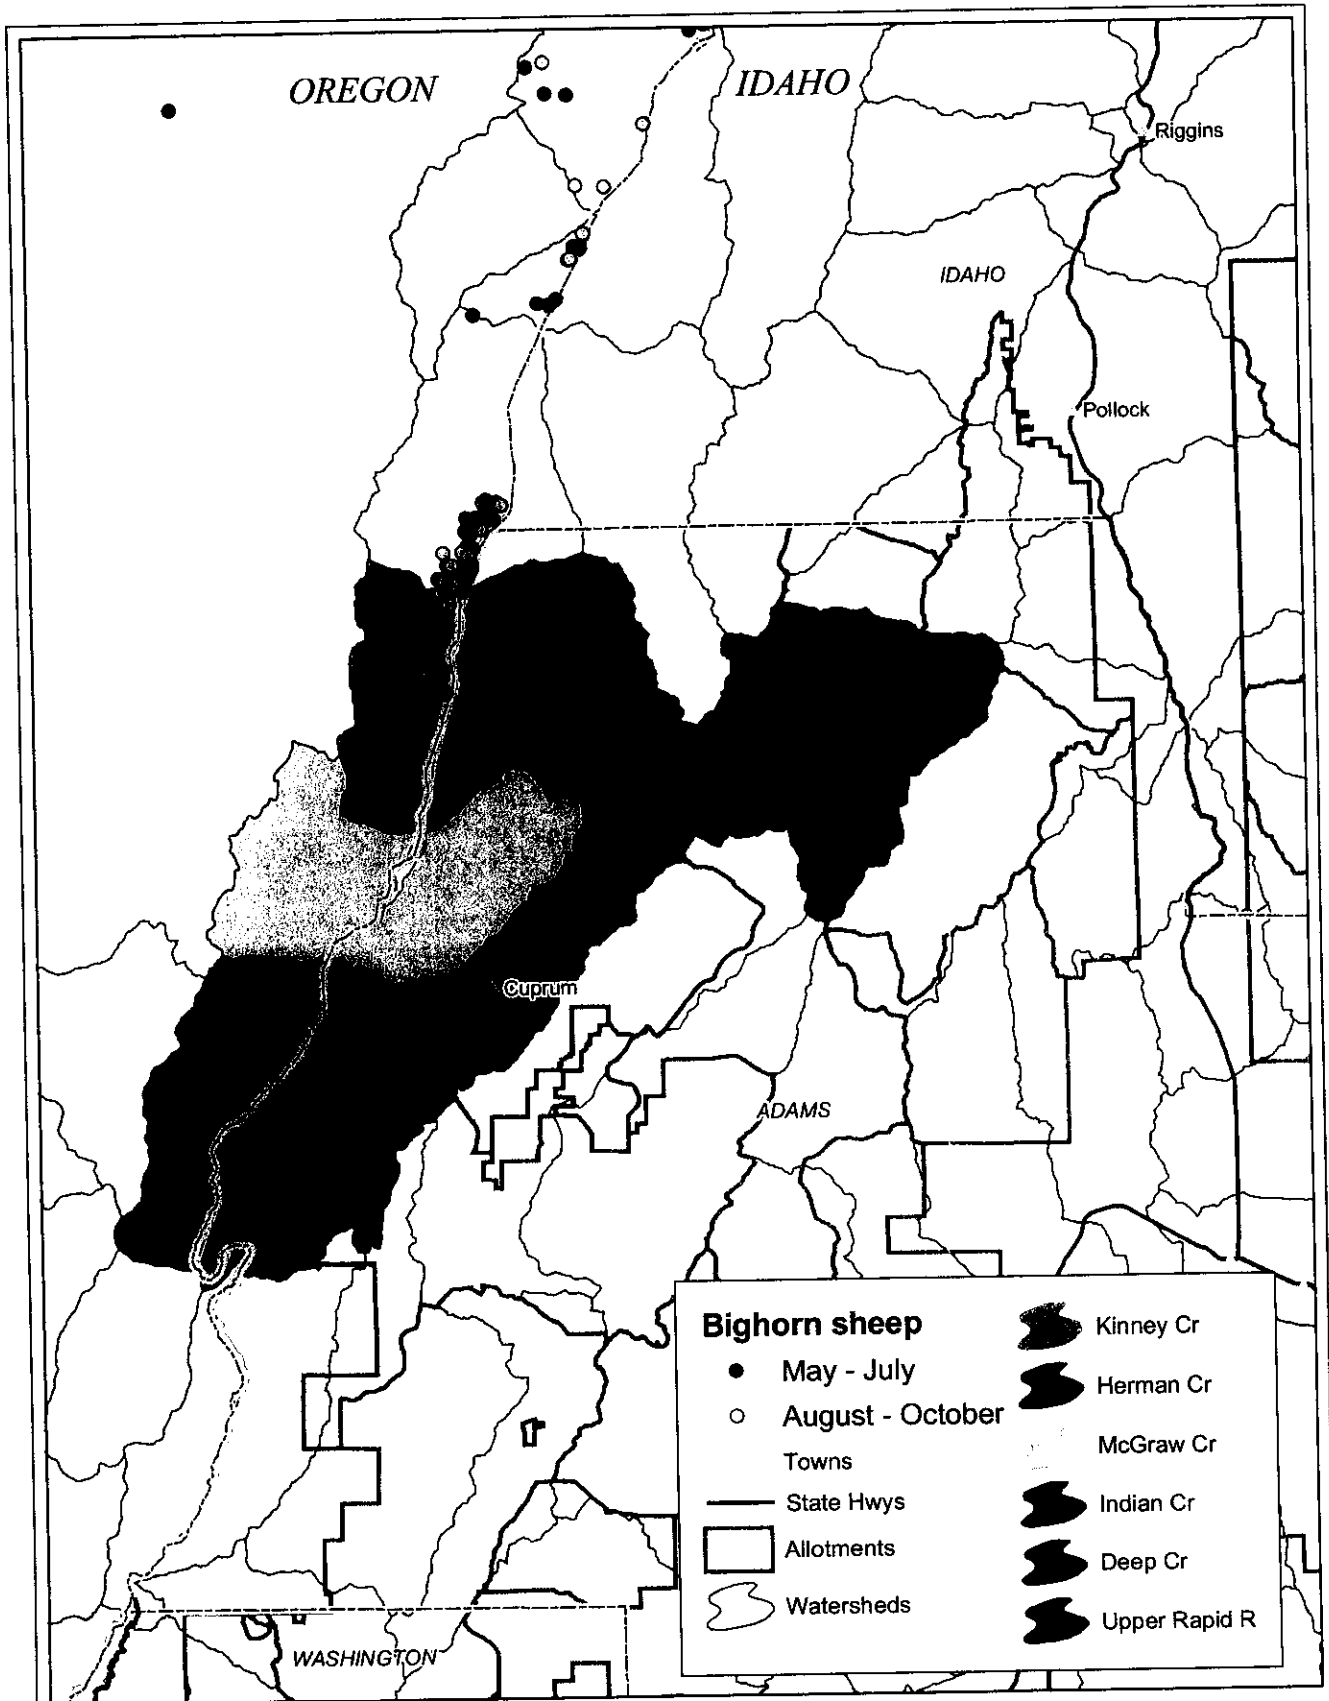 OREGON
IDAHO
Riggins
IDAHO
Pollock
Cuprum
ADAMS
Bighorn sheep
May - July
August - October
Towns
State Hwys
Allotments
Watersheds
Kinney Cr
Herman Cr
McGraw Cr
Indian Cr
Deep Cr
Upper Rapid R
WASHINGTON